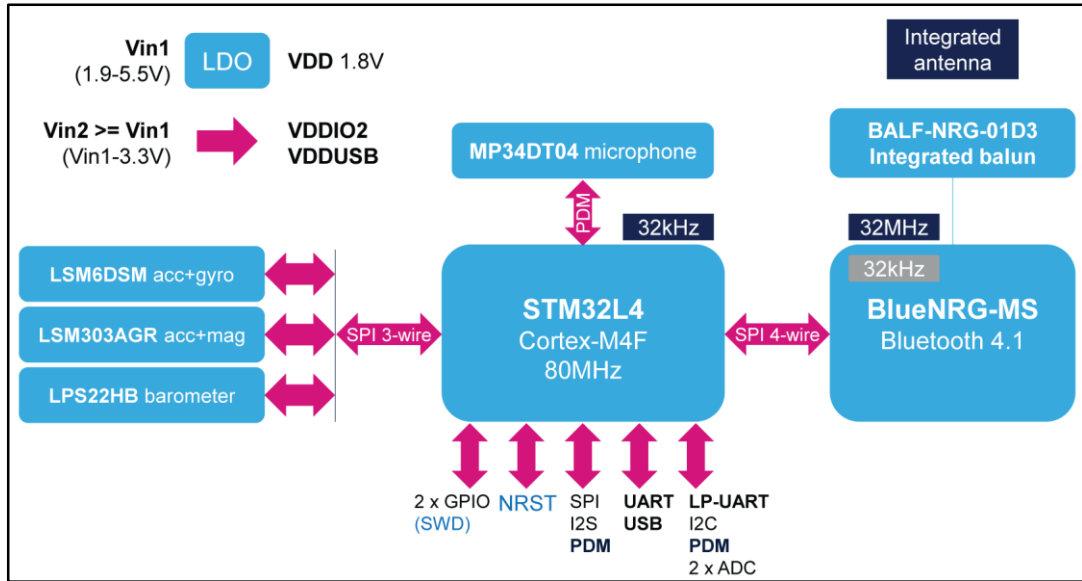 Vin1
(1.9-5.5V)
LDO
VDD 1.8V
Integrated
antenna
Vin2 >= Vin1
(Vin1-3.3V)
VDDIO2
VDDUSB
MP34DT04 microphone
BALF-NRG-01D3
Integrated balun
PDM
32kHz
32MHz
32kHz
LSM6DSM acc+gyro
LSM303AGR acc+mag
LPS22HB barometer
SPI 3-wire
STM32L4
Cortex-M4F
80MHz
SPI 4-wire
BlueNRG-MS
Bluetooth 4.1
2 x GPIO
(SWD)
NRST
SPI
I2S
PDM
UART
USB
LP-UART
I2C
PDM
2 x ADC